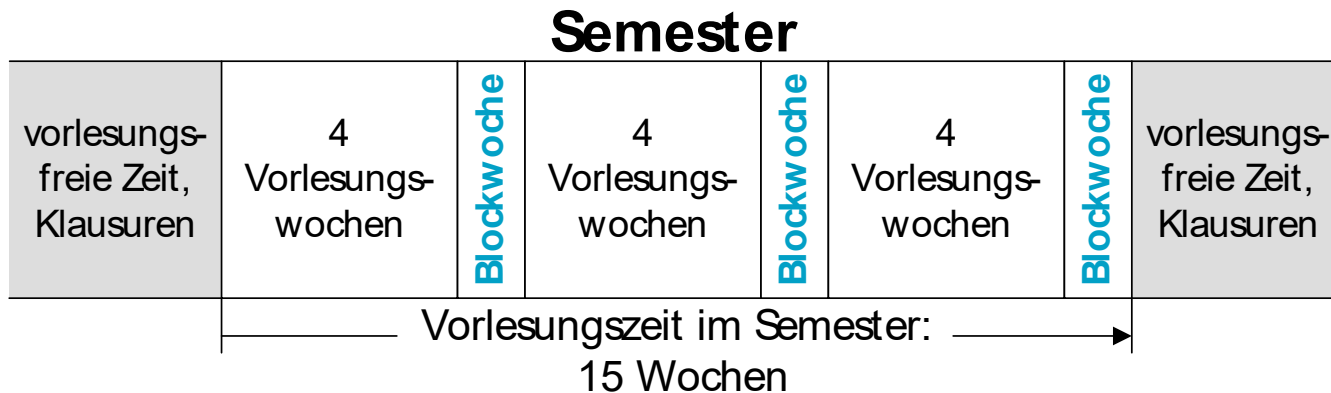 Semester
vorlesungs-
freie Zeit,
Klausuren
4
Vorlesungs-
wochen
Blockwoche
4
Vorlesungs-
wochen
Blockwoche
4
Vorlesungs-
wochen
Blockwoche
vorlesungs-
freie Zeit,
Klausuren
Vorlesungszeit im Semester:
15 Wochen